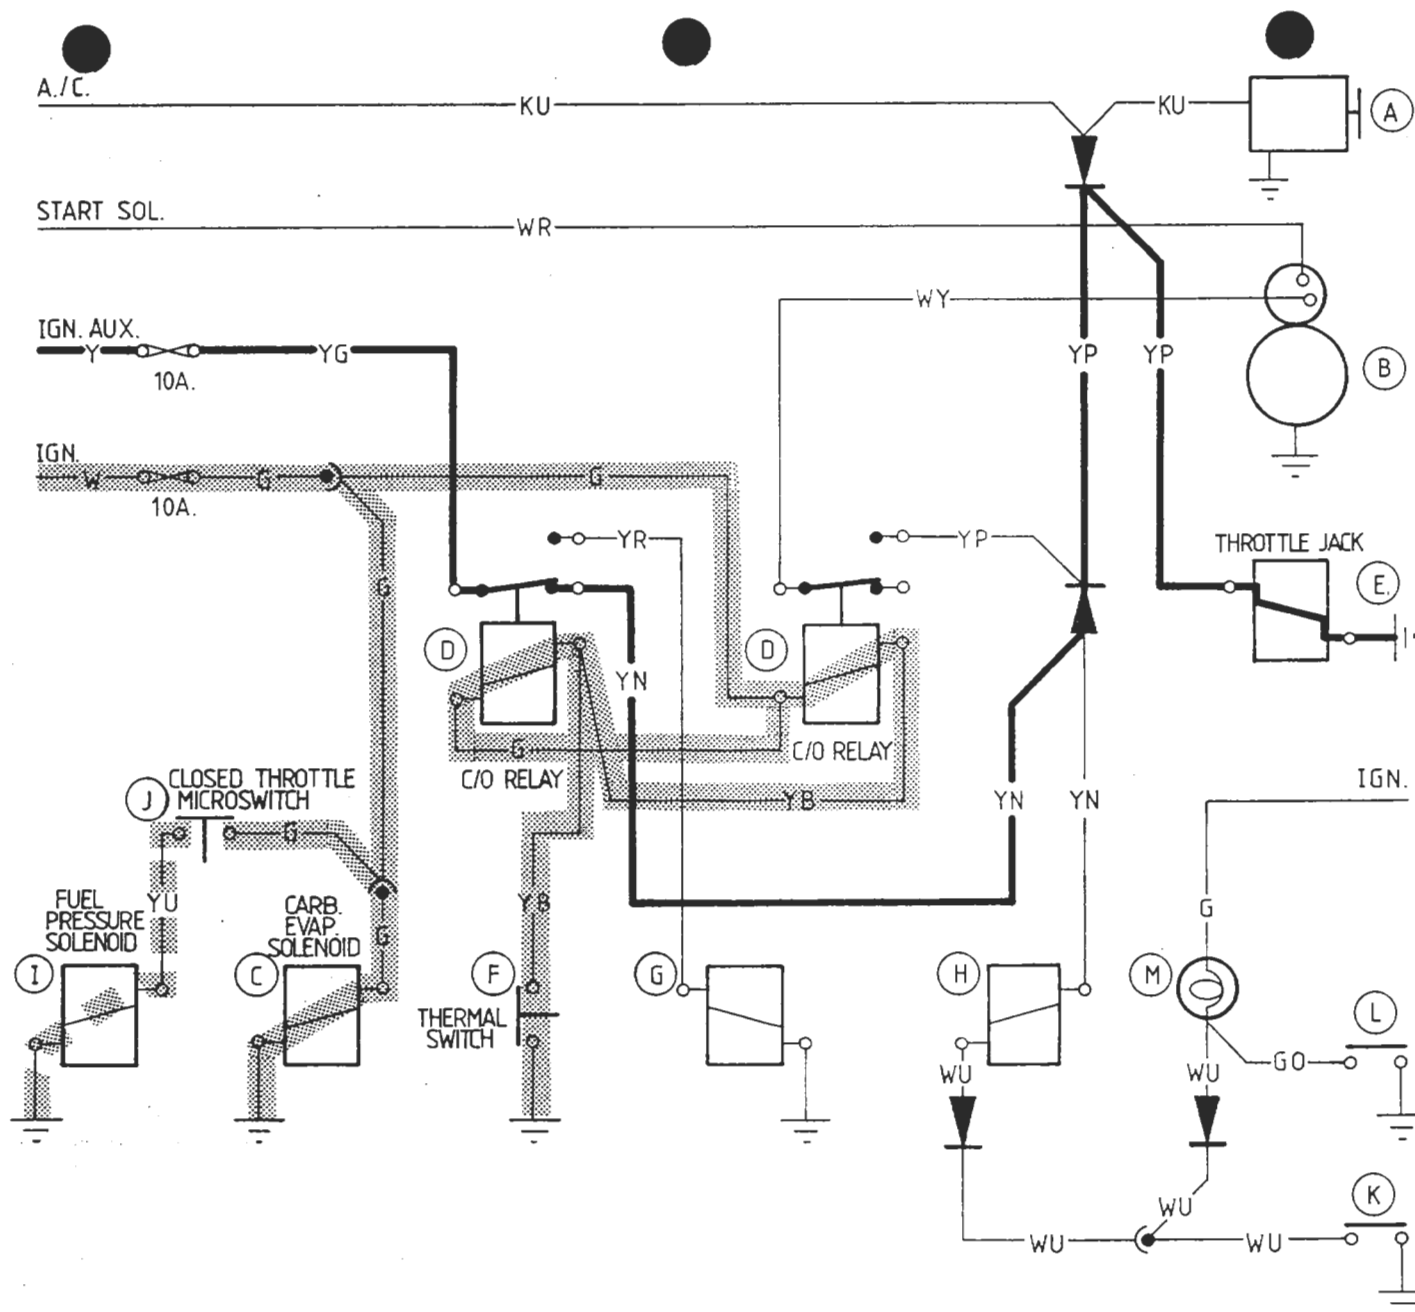 A./C.
KU
KU
A
START SOL.
WR
WY
IGN. AUX.
Y
YG
10A.
YP
YP
B
IGN.
W
G
G
10A.
YR
YP
THROTTLE JACK
G
E.
D
D
YN
G
C/O RELAY
C/O RELAY
CLOSED THROTTLE
MICROSWITCH
J
YB
YN
YN
IGN.
G
YU
FUEL
PRESSURE
SOLENOID
CARB.
EVAP.
SOLENOID
YB
G
G
I
C
F
G
H
M
THERMAL
SWITCH
L
GO
WU
WU
K
WU
WU
WU